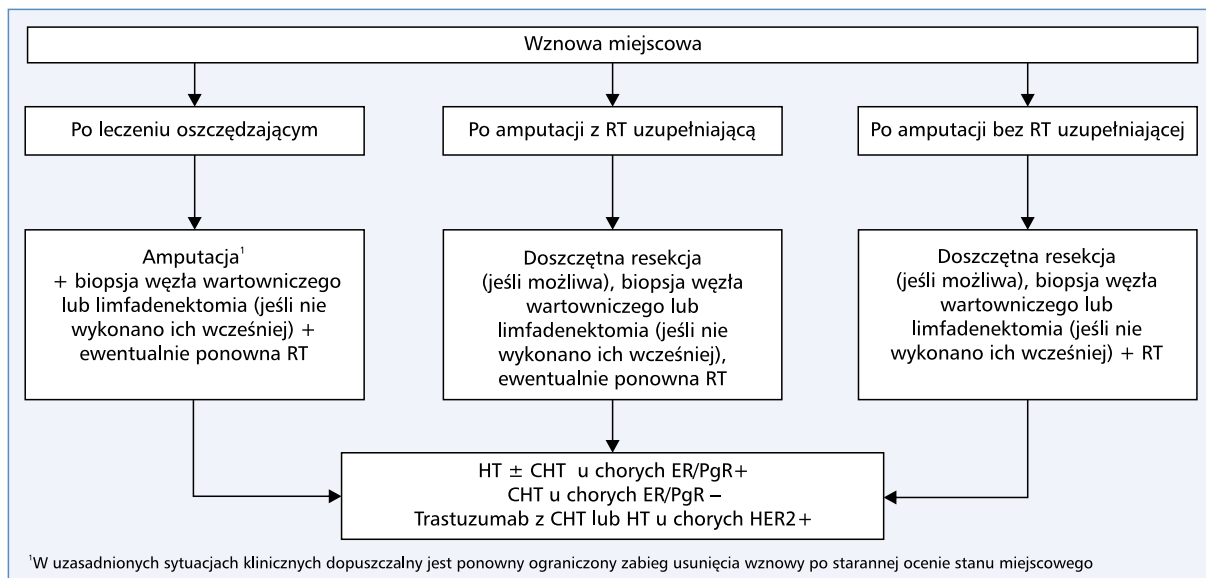 Wznowa miejscowa
Po leczeniu oszczędzającym
Po amputacji z RT uzupełniającą
Po amputacji bez RT uzupełniającej
Amputacja¹
+ biopsja węzła wartowniczego
lub limfadenektomia (jeśli nie
wykonano ich wcześniej) +
ewentualnie ponowna RT
Doszczętna resekcja
(jeśli możliwa), biopsja węzła
wartowniczego lub
limfadenektomia (jeśli nie
wykonano ich wcześniej),
ewentualnie ponowna RT
Doszczętna resekcja
(jeśli możliwa), biopsja węzła
wartowniczego lub
limfadenektomia (jeśli nie
wykonano ich wcześniej) + RT
HT ± CHT u chorych ER/PgR+
CHT u chorych ER/PgR –
Trastuzumab z CHT lub HT u chorych HER2+
¹W uzasadnionych sytuacjach klinicznych dopuszczalny jest ponowny ograniczony zabieg usunięcia wznowy po starannej ocenie stanu miejscowego